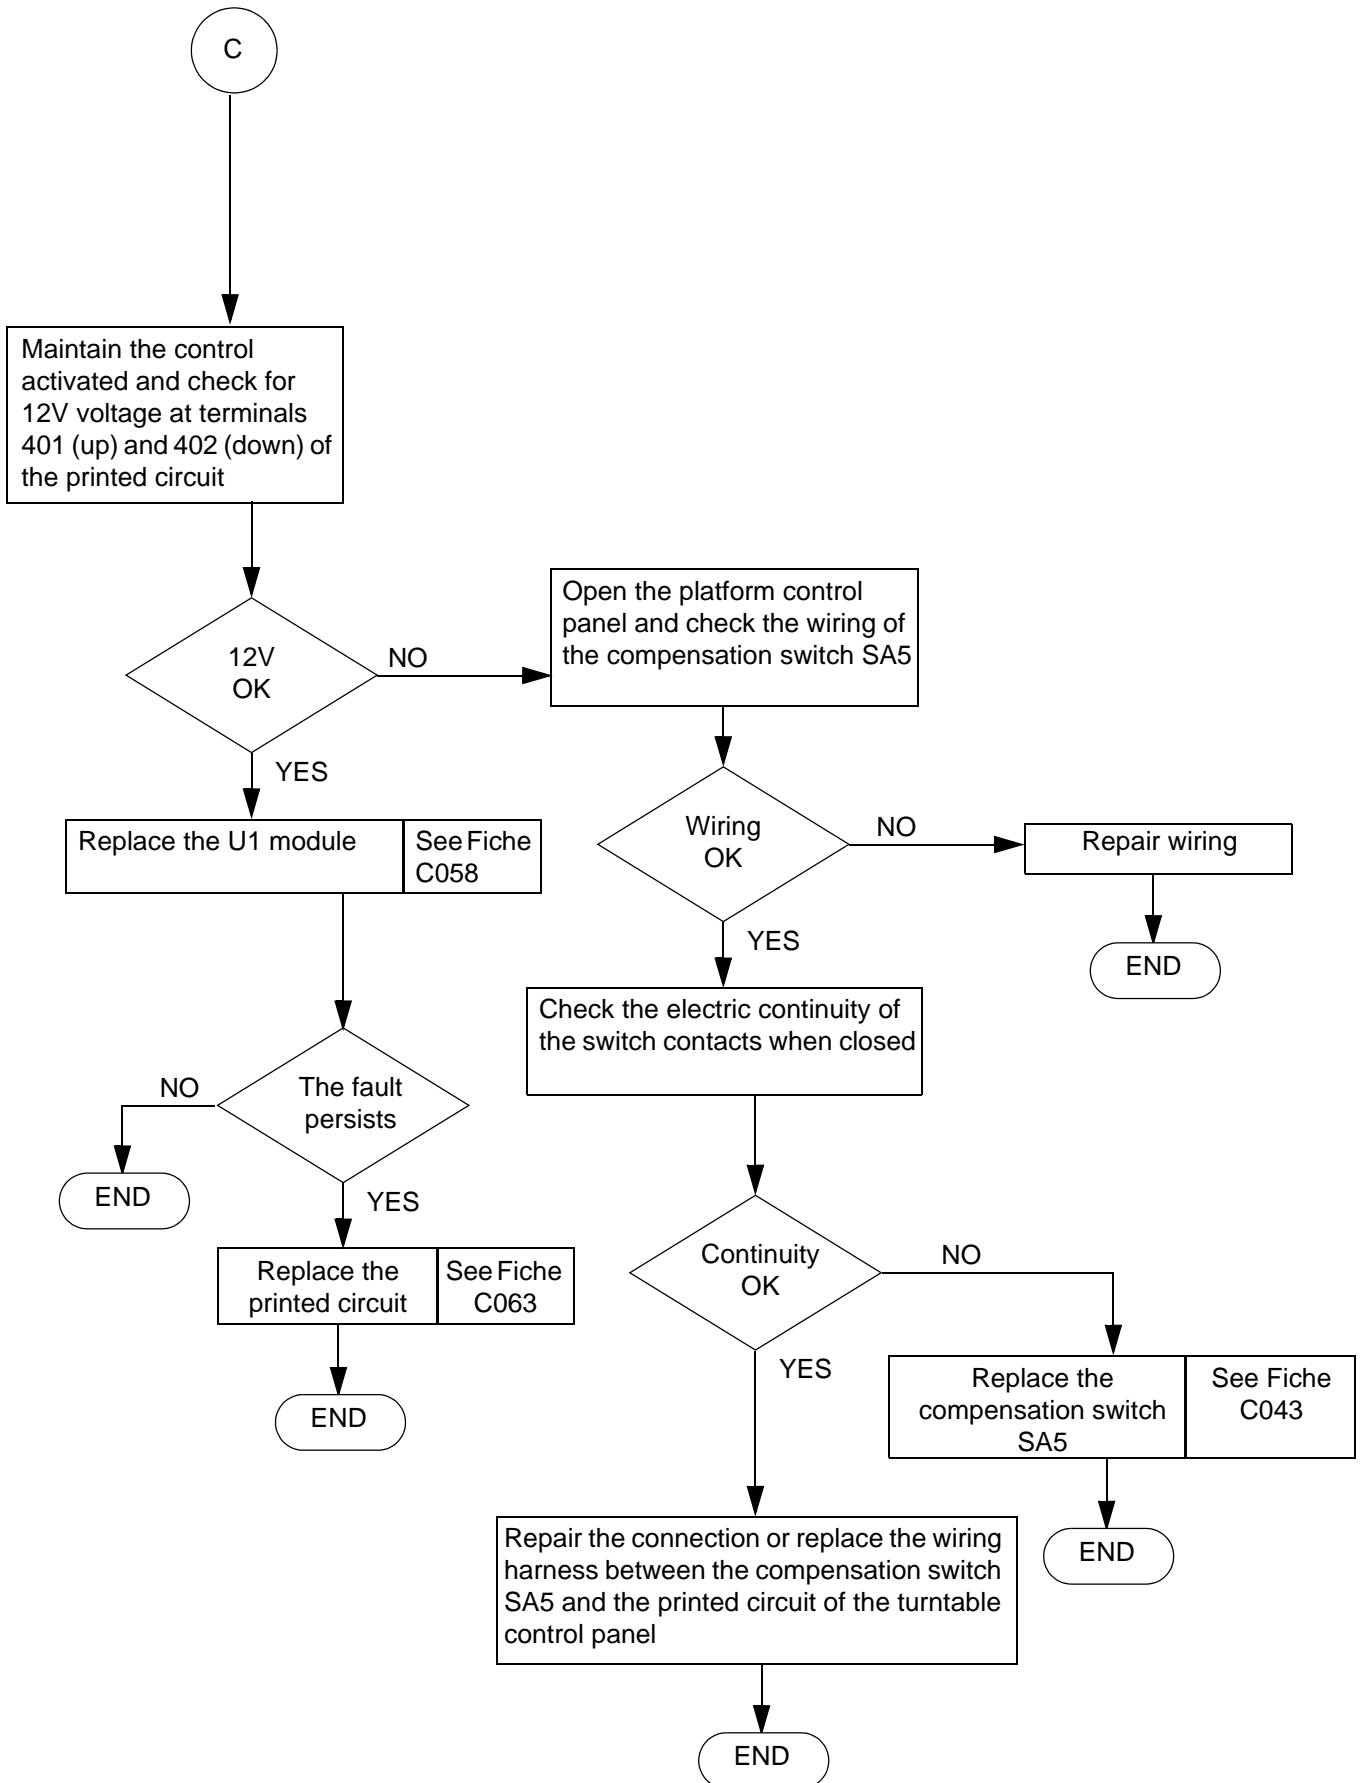 C
Maintain the control
activated and check for
12V voltage at terminals
401 (up) and 402 (down) of
the printed circuit
12V
OK
NO
YES
Open the platform control
panel and check the wiring of
the compensation switch SA5
Replace the U1 module
See Fiche
C058
Wiring
OK
NO
Repair wiring
END
YES
Check the electric continuity of
the switch contacts when closed
The fault
persists
NO
END
YES
Replace the
printed circuit
See Fiche
C063
END
Continuity
OK
NO
YES
Replace the
compensation switch
SA5
See Fiche
C043
END
Repair the connection or replace the wiring
harness between the compensation switch
SA5 and the printed circuit of the turntable
control panel
END